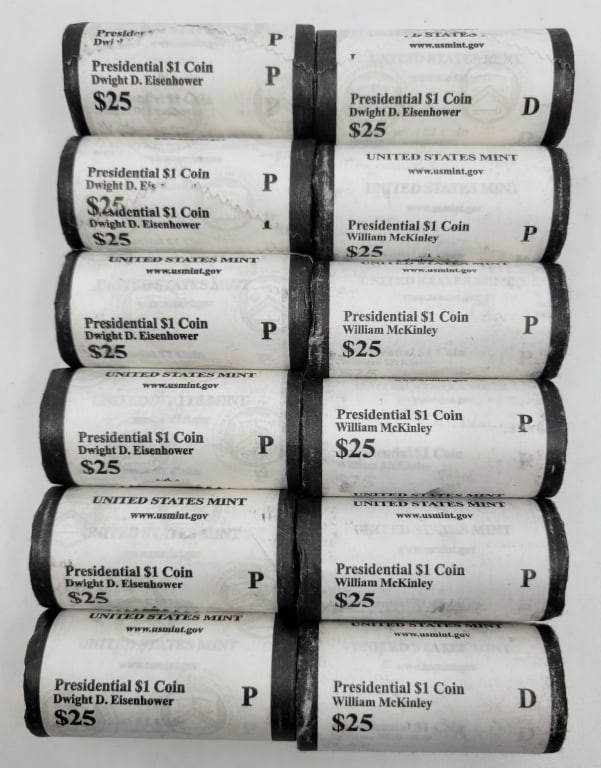 Presiden
P
Presidential $1 Coin
Dwight D. Eisenhower
P
$25
Presidential $1 Coin
Dwight D.
P
$25
Presidential $1 Coin
Dwight D. Eisenhower
$25
UNITED STATES MINT
www.usmint.gov
Presidential $1 Coin
Dwight D. Eisenhower
P
$25
UNITED STATES MINT
www.usmint.gov
Presidential $1 Coin
Dwight D. Eisenhower
P
$25
UNITED STATES MINT
www.usmint.gov
Presidential $1 Coin
Dwight D. Eisenhower
P
$25
UNITED STATES MINT
www.usmint.gov
Presidential $1 Coin
Dwight D. Eisenhower
P
$25
STATES
www.usmint.gov
Presidential $1 Coin
Dwight D. Eisenhower
D
$25
UNITED STATES MINT
www.usmint.gov
Presidential $1 Coin
William McKinley
P
$25
www.usmint.gov
Presidential $1 Coin
William McKinley
P
$25
Presidential $1 Coin
William McKinley
P
$25
UNITED STATES MINT
www.usmint.gov
Presidential $1 Coin
William McKinley
P
$25
UNITED STATES MINT
www.usmint.gov
Presidential $1 Coin
William McKinley
D
$25